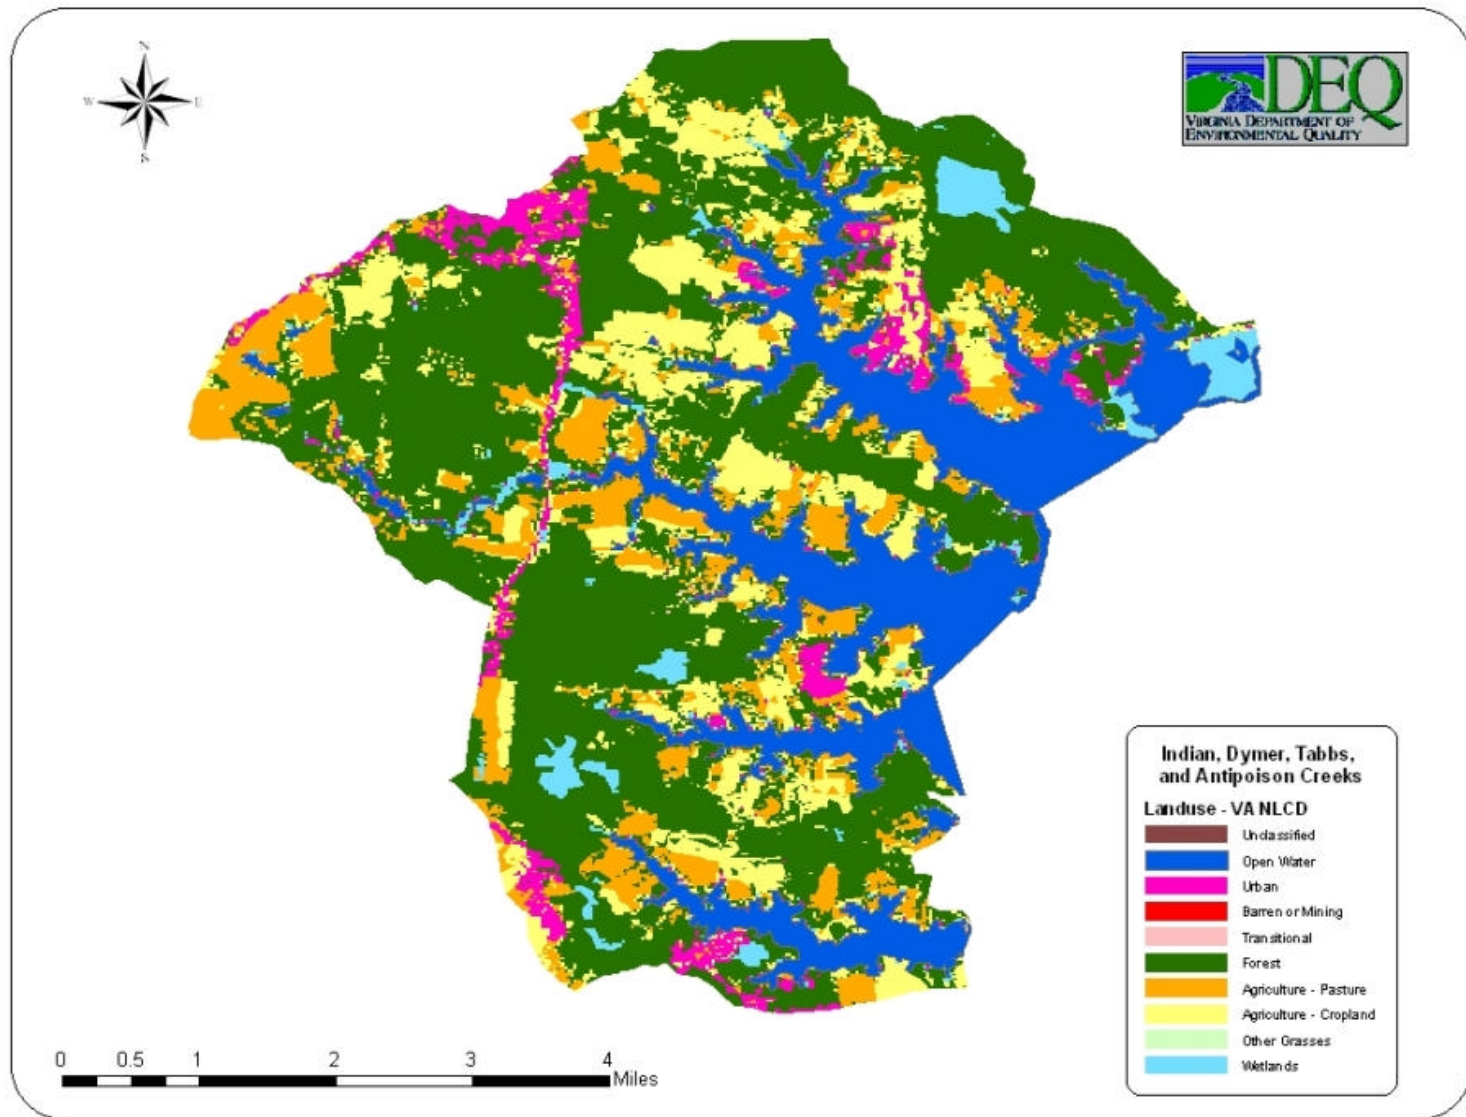 N
W E
S
DEQ
VIRGINIA DEPARTMENT OF
ENVIRONMENTAL QUALITY
Indian, Dymer, Tabbs,
and Antipoison Creeks
Landuse - VA NLCD
Unclassified
Open Water
Urban
Barren or Mining
Transitional
Forest
Agriculture - Pasture
Agriculture - Cropland
Other Grasses
Wetlands
0 0.5 1 2 3 4
Miles